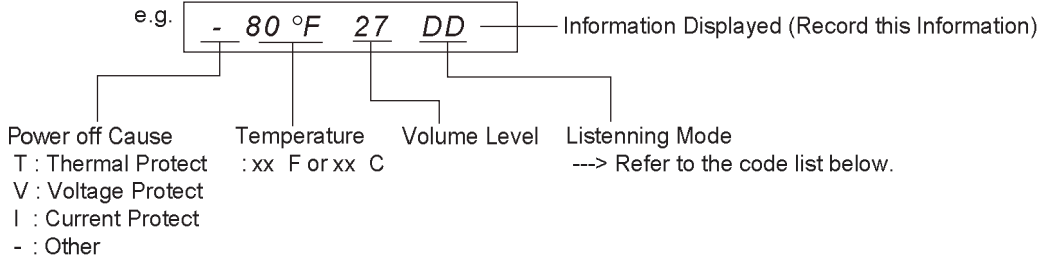 e.g. - 80 °F 27 DD Information Displayed (Record this Information)
Power off Cause Temperature Volume Level Listenning Mode
T : Thermal Protect : xx F or xx C ---> Refer to the code list below.
V : Voltage Protect
I : Current Protect
- : Other